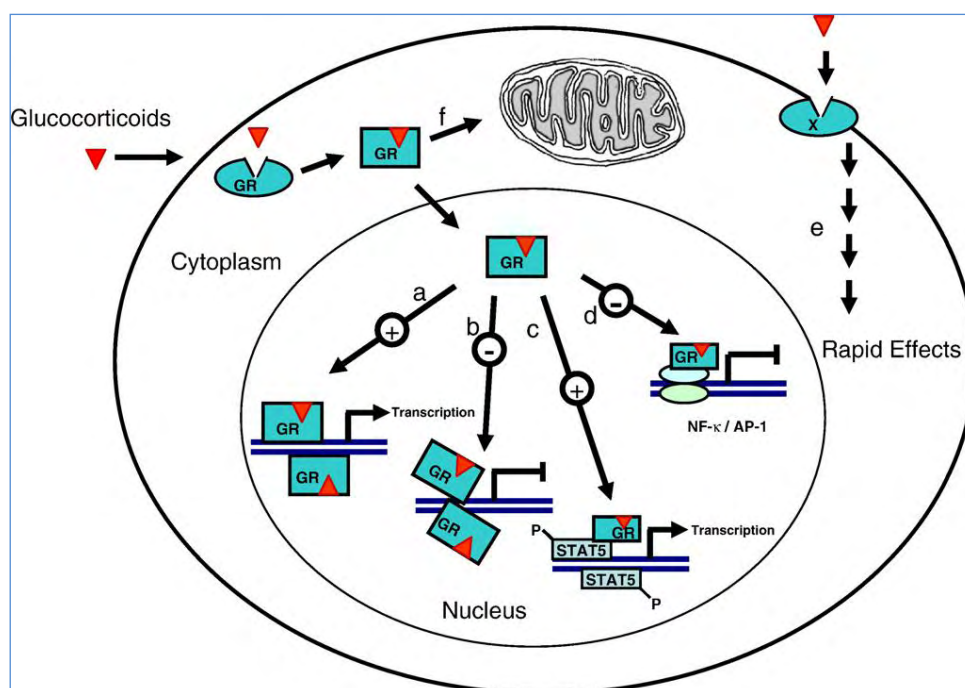 X
Glucocorticoids
f
GR
GR
e
Cytoplasm
GR
a
b
c
d
+
-
-
+
GR
Rapid Effects
GR
Transcription
NF-κ / AP-1
GR
GR
GR
P
GR
Transcription
STAT5
STAT5
P
Nucleus